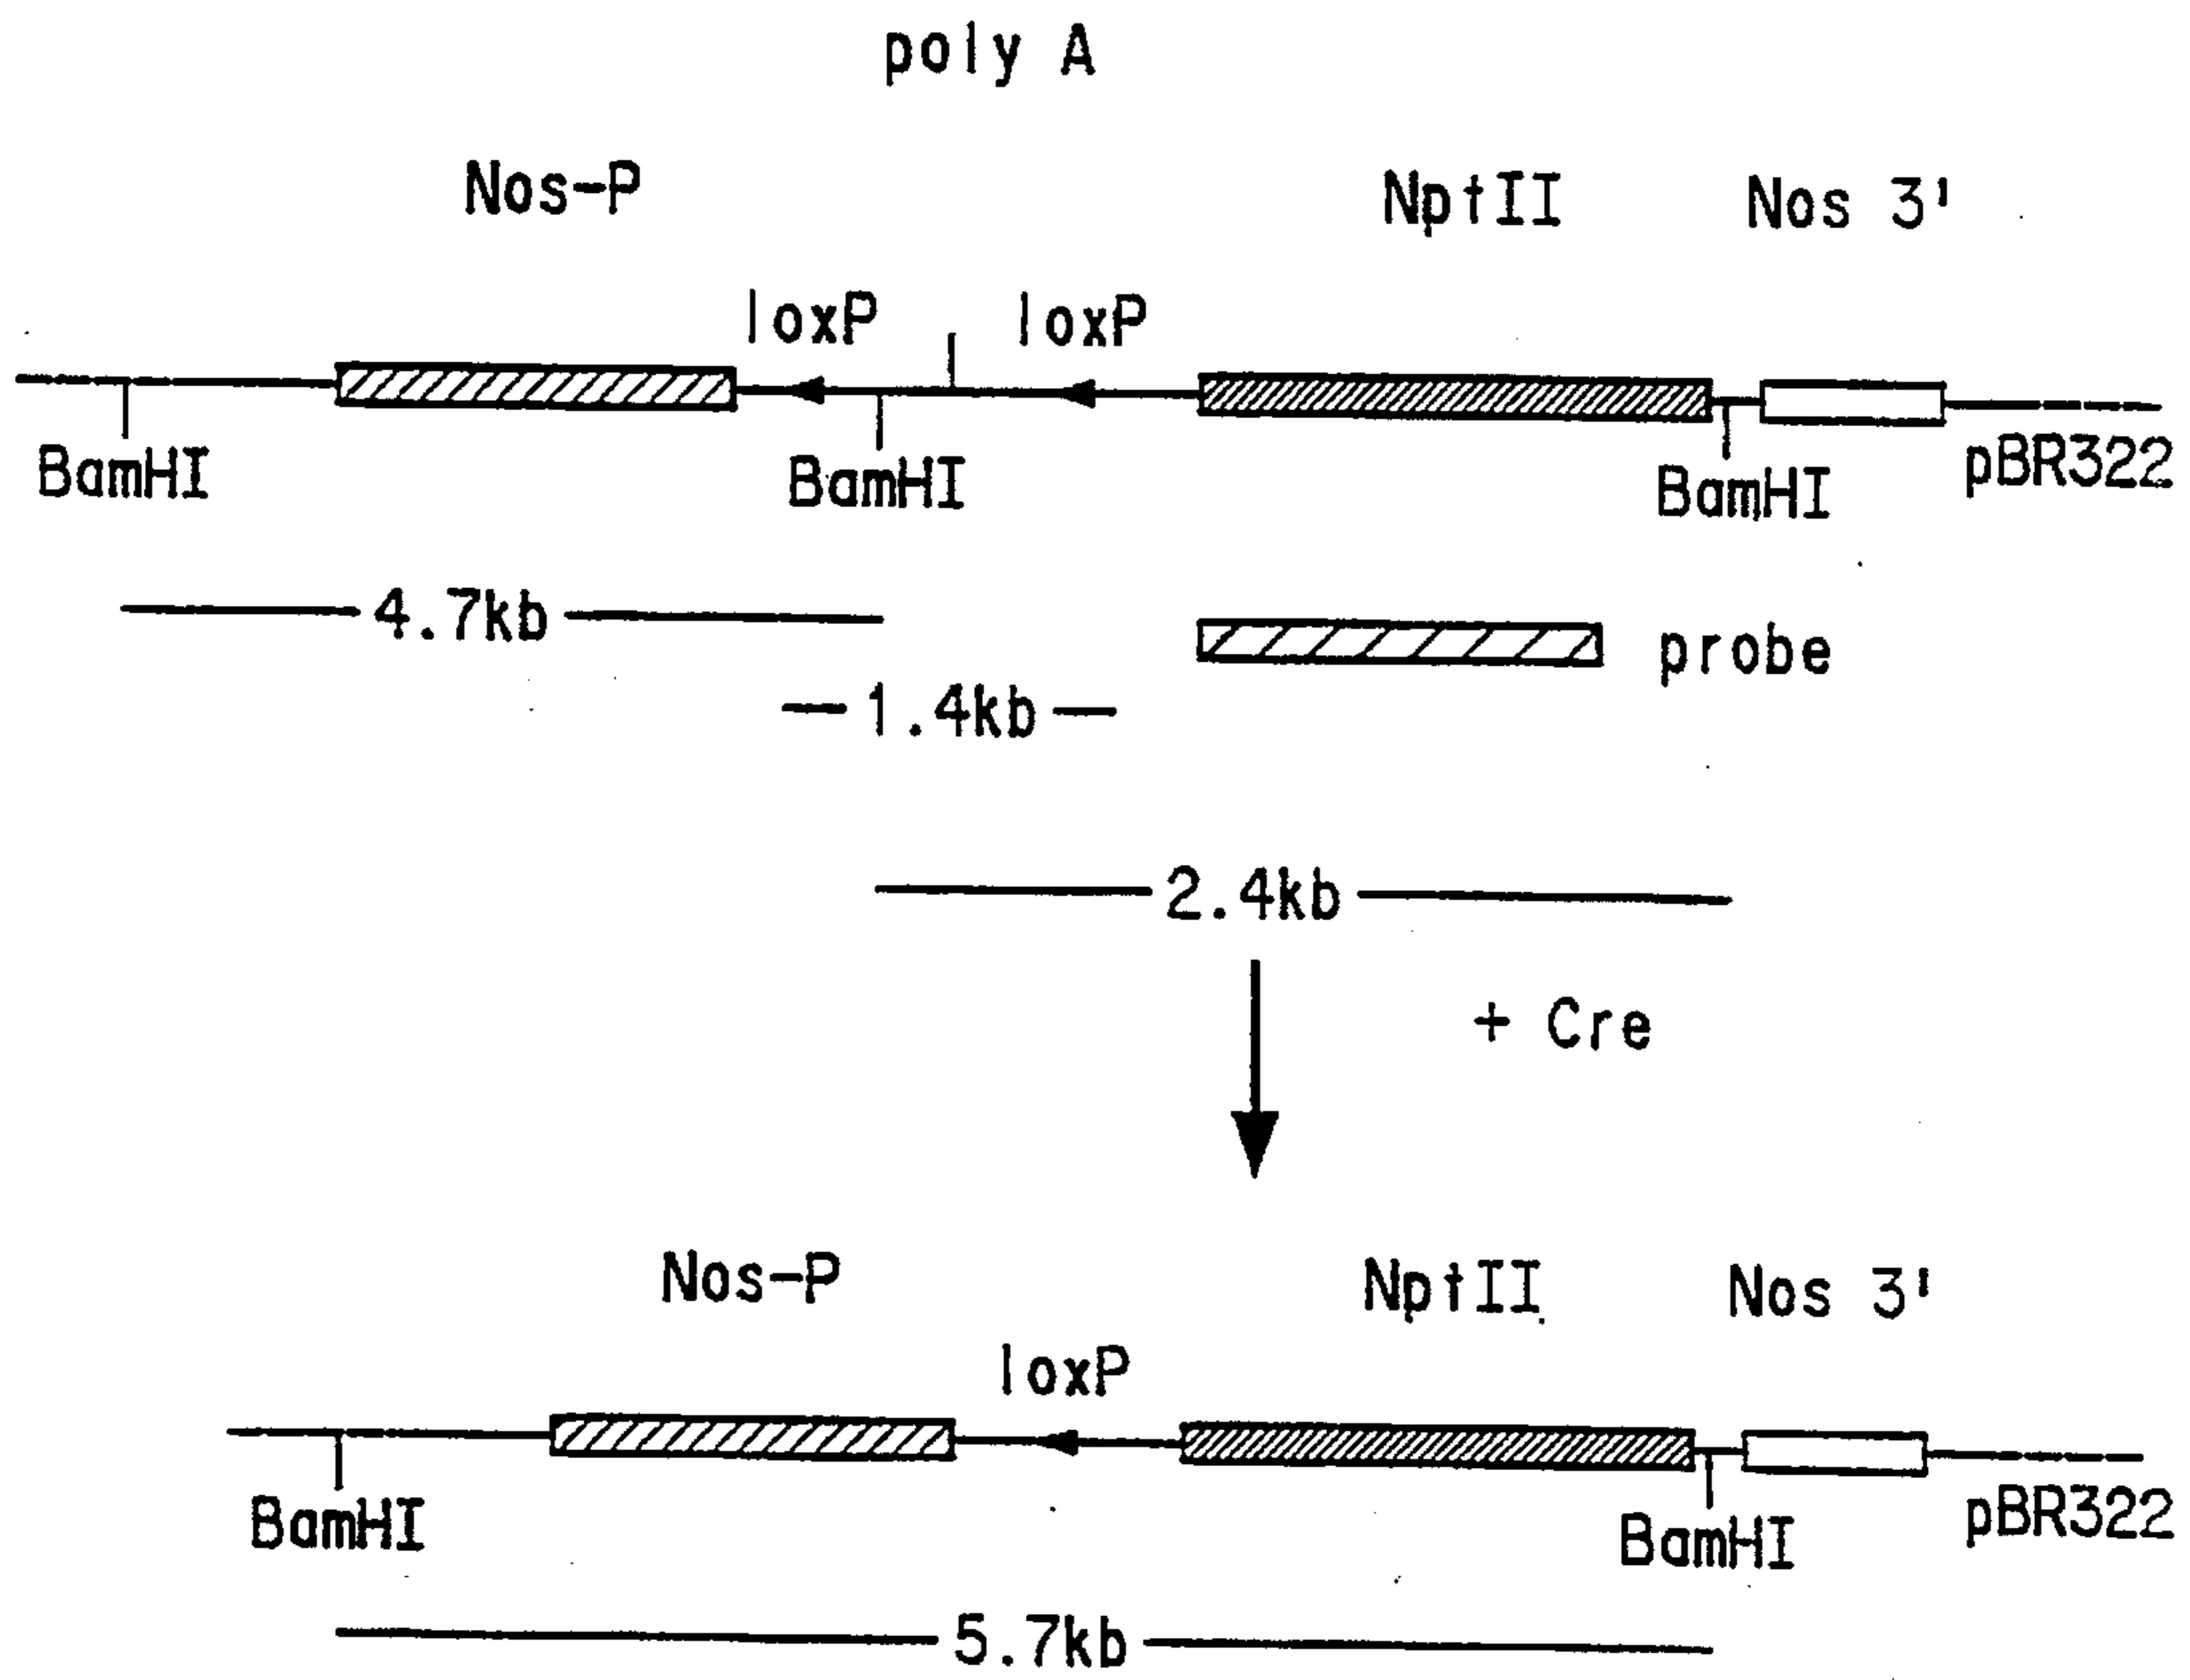 poly A
Nos-P
NptII
Nos 3'
loxP
loxP
BamHI
BamHI
BamHI
pBR322
4.7kb
probe
1.4kb
2.4kb
+ Cre
Nos-P
NptII
Nos 3'
loxP
BamHI
BamHI
pBR322
5.7kb